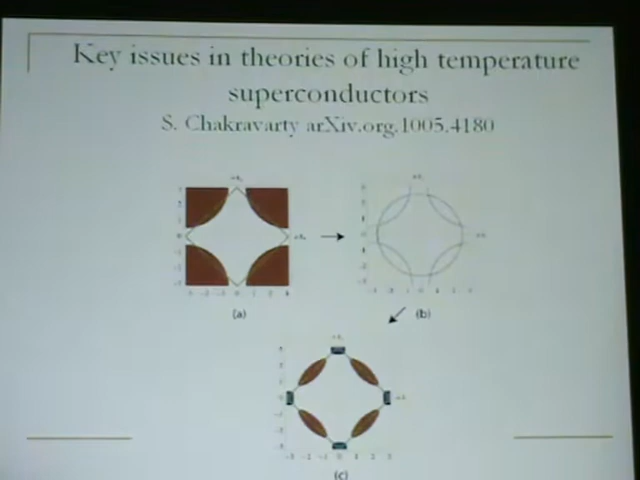 Key issues in theories of high temperature
superconductors
S. Chakravarty arXiv.org.1005.4180
(a)
(b)
(c)